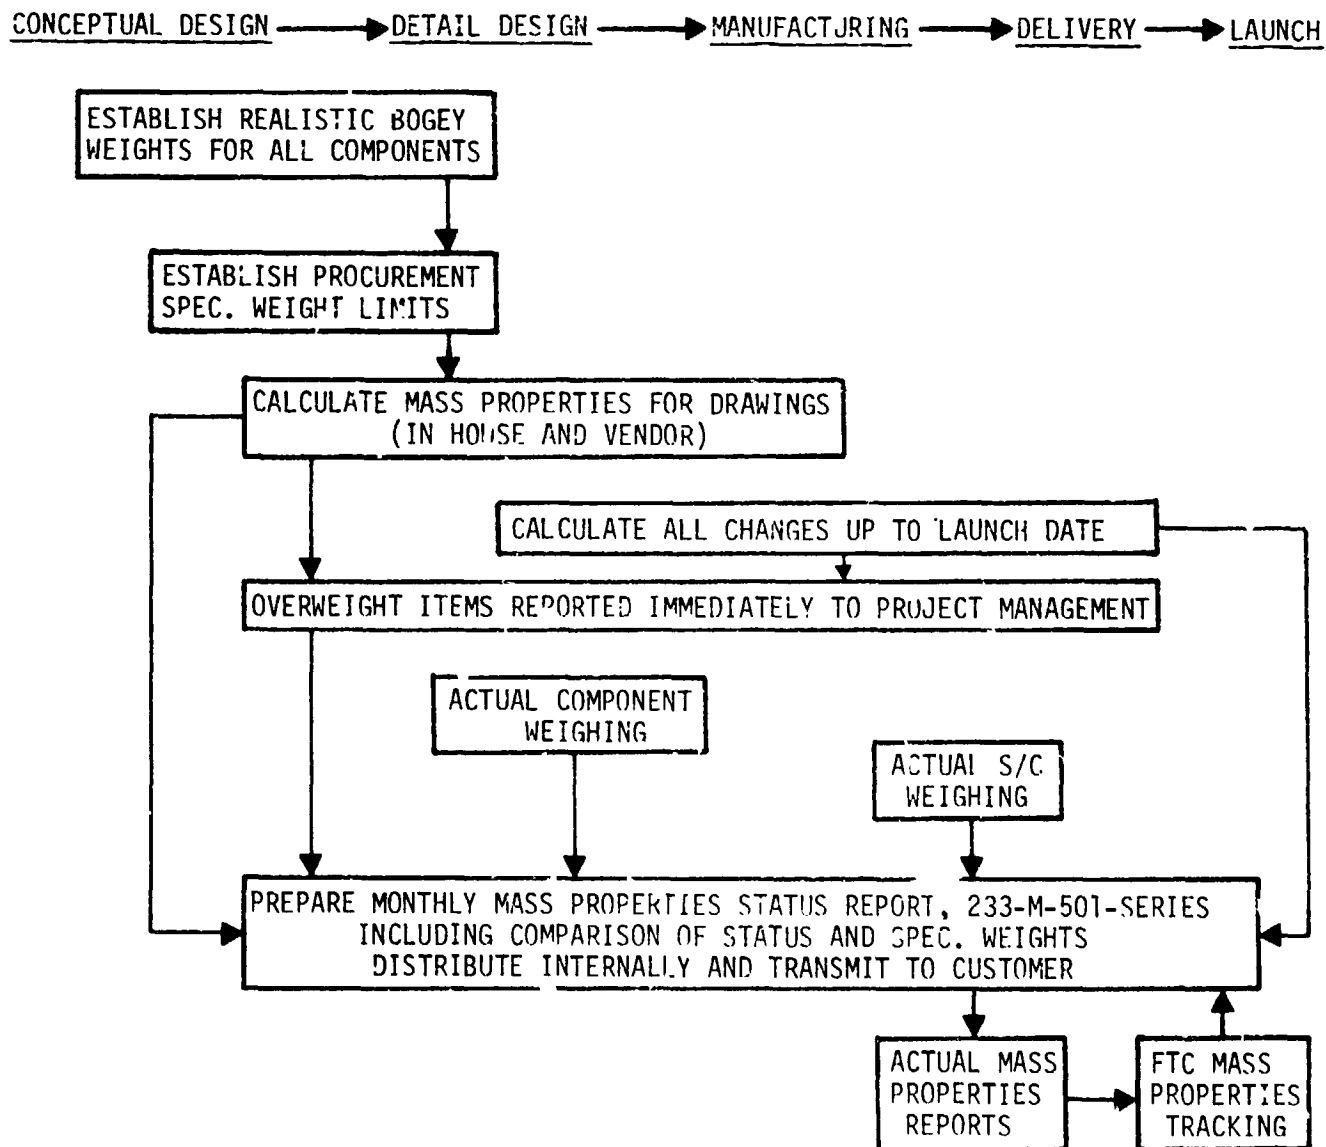 CONCEPTUAL DESIGN DETAIL DESIGN MANUFACTURING DELIVERY LAUNCH
ESTABLISH REALISTIC BOGEY
WEIGHTS FOR ALL COMPONENTS
ESTABLISH PROCUREMENT
SPEC. WEIGHT LIMITS
CALCULATE MASS PROPERTIES FOR DRAWINGS
(IN HOUSE AND VENDOR)
CALCULATE ALL CHANGES UP TO LAUNCH DATE
OVERWEIGHT ITEMS REPORTED IMMEDIATELY TO PROJECT MANAGEMENT
ACTUAL COMPONENT
WEIGHING
ACTUAL S/C
WEIGHING
PREPARE MONTHLY MASS PROPERTIES STATUS REPORT, 233-M-501-SERIES
INCLUDING COMPARISON OF STATUS AND SPEC. WEIGHTS
DISTRIBUTE INTERNALLY AND TRANSMIT TO CUSTOMER
ACTUAL MASS
PROPERTIES
REPORTS
FTC MASS
PROPERTIES
TRACKING